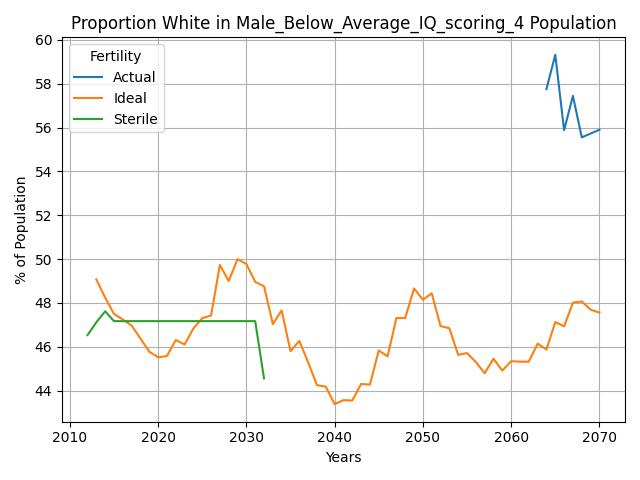 Proportion White in Male_Below_Average_IQ_scoring_4 Population
Fertility
Actual
Ideal
Sterile
% of Population
60
58
56
54
52
50
48
46
44
2010
2020
2030
2040
2050
2060
2070
Years